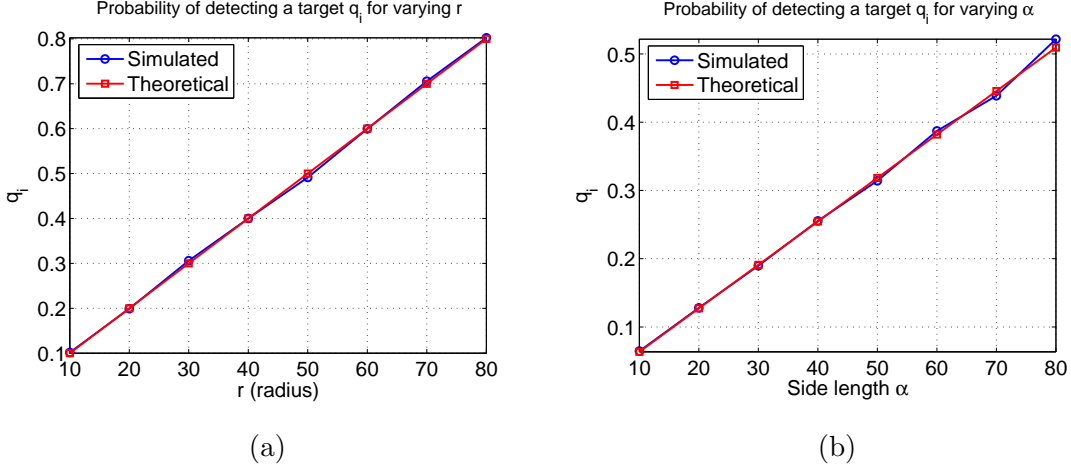 Probability of detecting a target q_i for varying r
0.8
0.7
0.6
0.5
0.4
0.3
0.2
0.1
q_i
Simulated
Theoretical
10 20 30 40 50 60 70 80
r (radius)
(a)
Probability of detecting a target q_i for varying α
0.5
0.4
0.3
0.2
0.1
q_i
Simulated
Theoretical
10 20 30 40 50 60 70 80
Side length α
(b)